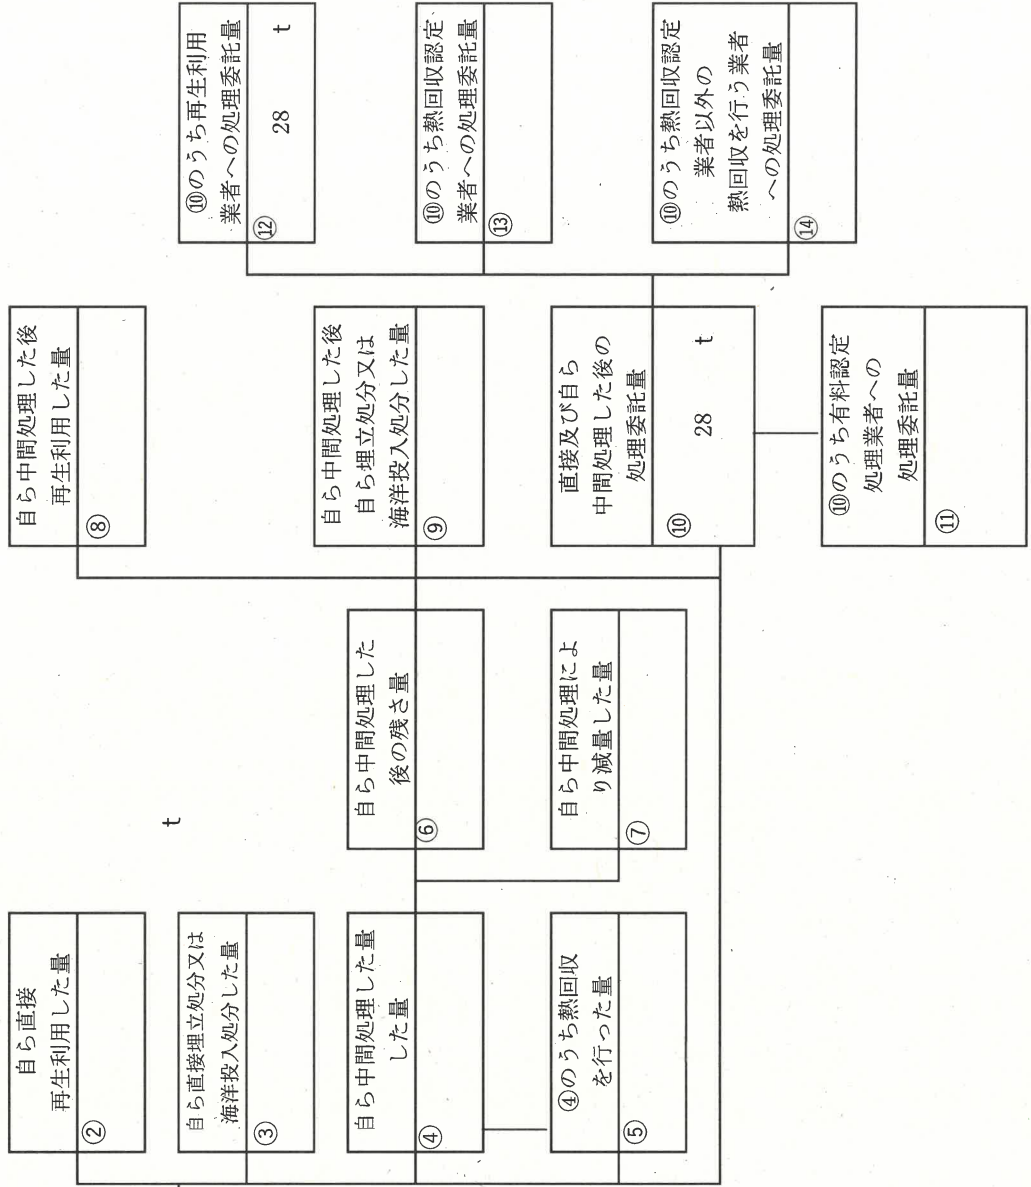 自ら直接
再生利用した量
②
自ら直接埋立処分又は
海洋投入処分した量
③
自ら中間処理した量
した量
④
④のうち熱回収
を行った量
⑤
t
自ら中間処理した
後の残さ量
⑥
自ら中間処理によ
り減量した量
⑦
自ら中間処理した後
再生利用した量
⑧
自ら中間処理した後
自ら埋立処分又は
海洋投入処分した量
⑨
直接及び自ら
中間処理した後の
処理委託量
⑩
28 t
⑩のうち有料認定
処理業者への
処理委託量
⑪
⑩のうち再生利用
業者への処理委託量
⑫
28 t
⑩のうち熱回収認定
業者への処理委託量
⑬
⑩のうち熱回収認定
業者以外の
熱回収を行う業者
への処理委託量
⑭